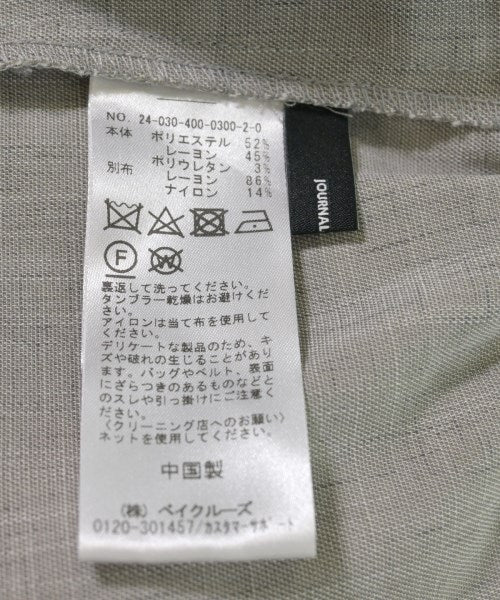 NO. 24-030-400-0300-2-0
本体 ポリエステル 52%
レーヨン 45%
ポリウレタン 3%
別布 レーヨン 86%
ナイロン 14%
F
W
裏返して洗ってください。
タンブラー乾燥はお避けくだ
さい。
アイロンは当て布を使用して
ください。
デリケートな製品のため、キ
ズや破れの生じることがあり
ます。バッグやベルト、表面
にざらつきのあるものなどと
のスレや引っ掛けにご注意く
ださい。
〈クリーニング店へのお願い〉
ネットを使用してください。
中国製
(株) ベイクルーズ
0120-301457/カスタマーサポート
JOURNAL